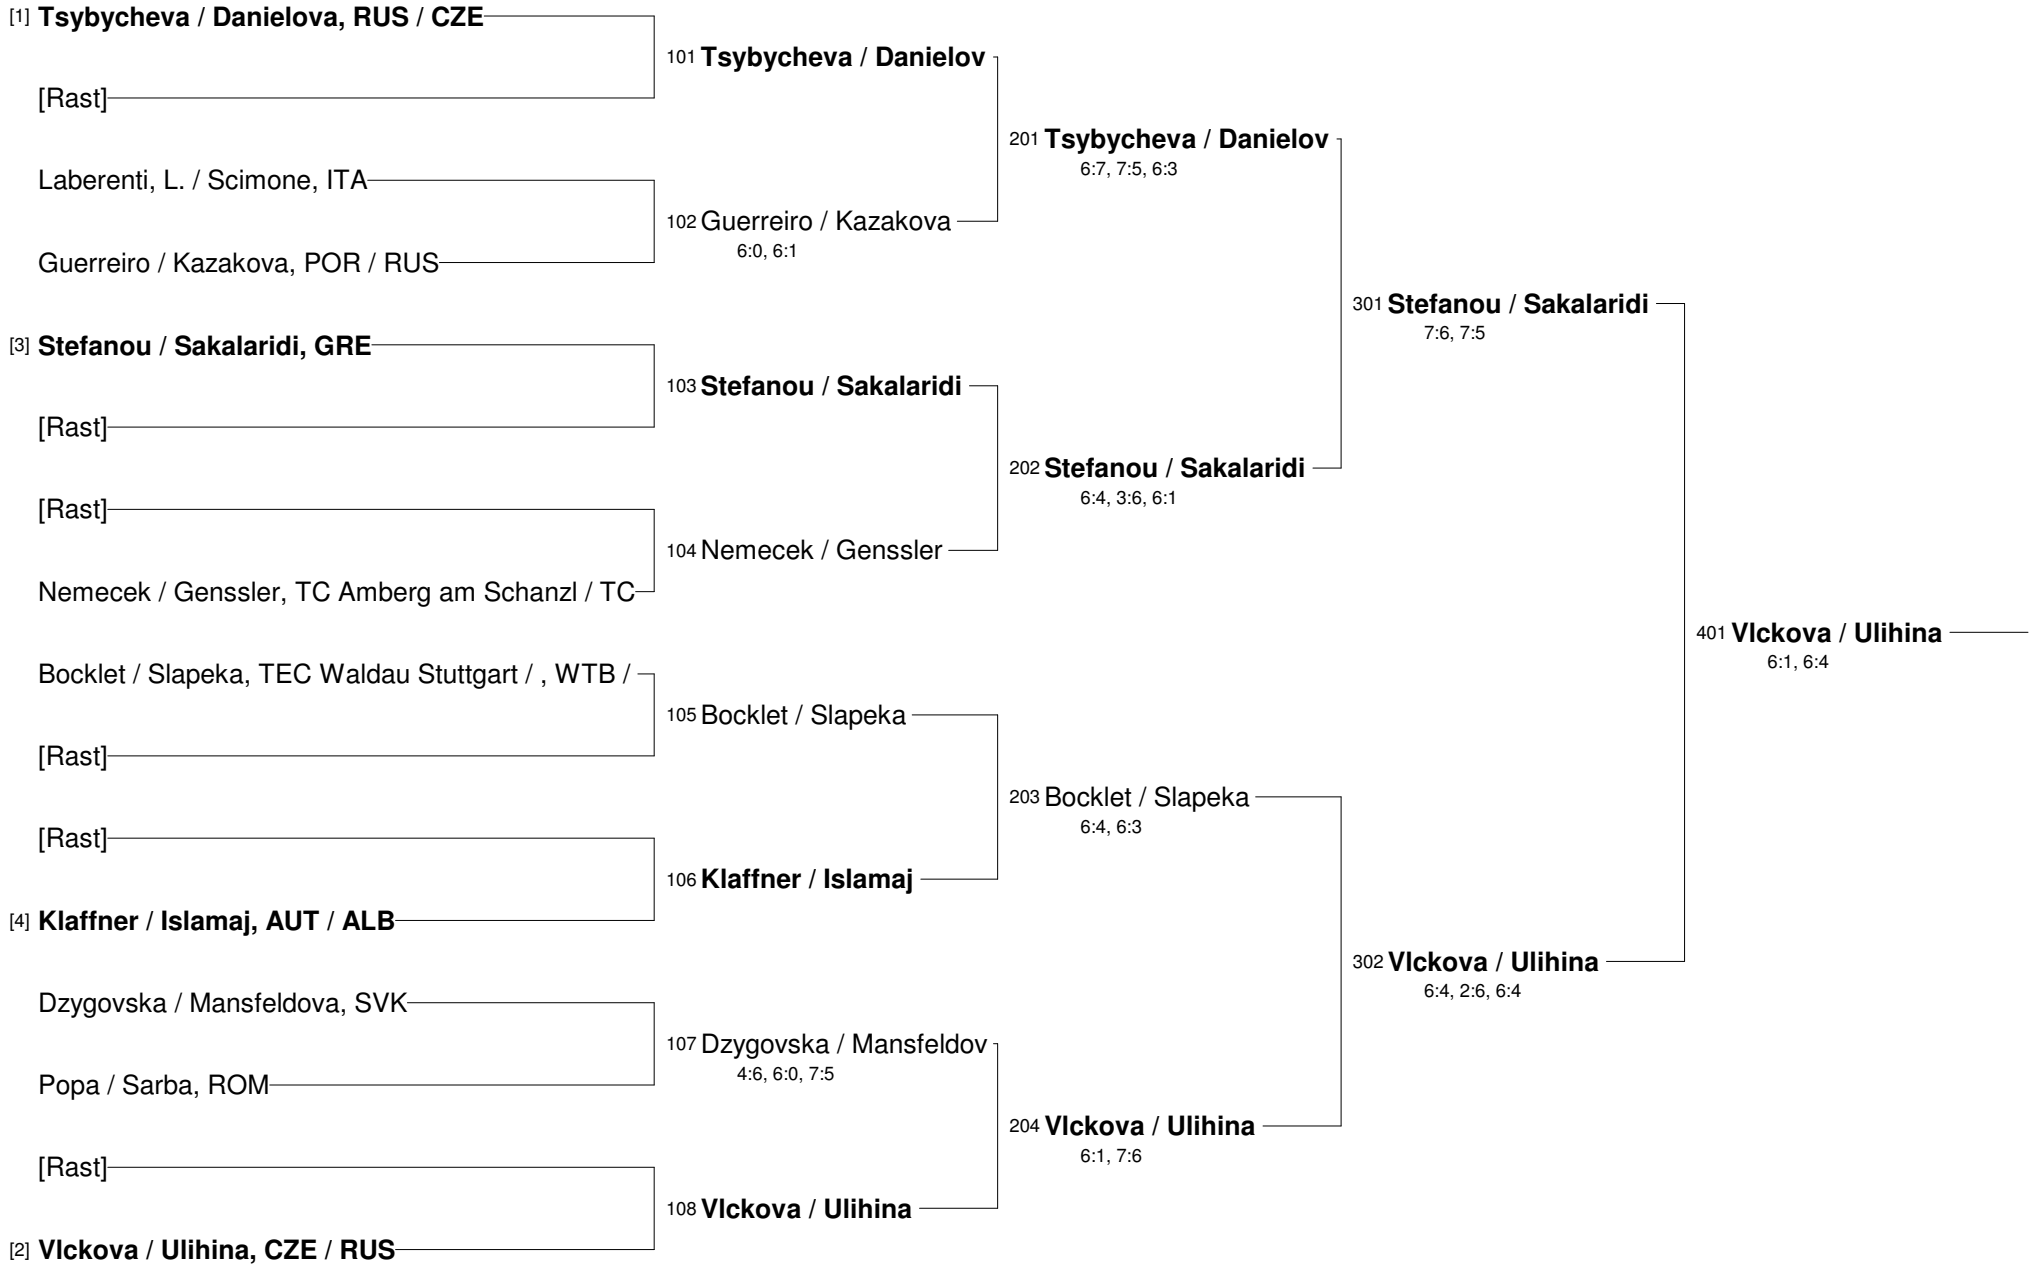 [1] Tsybycheva / Danielova, RUS / CZE
101 Tsybycheva / Danielov
[Rast]
201 Tsybycheva / Danielov
6:7, 7:5, 6:3
Laberenti, L. / Scimone, ITA
102 Guerreiro / Kazakova
6:0, 6:1
Guerreiro / Kazakova, POR / RUS
301 Stefanou / Sakalaridi
7:6, 7:5
[3] Stefanou / Sakalaridi, GRE
103 Stefanou / Sakalaridi
[Rast]
202 Stefanou / Sakalaridi
6:4, 3:6, 6:1
[Rast]
104 Nemecek / Genssler
Nemecek / Genssler, TC Amberg am Schanzl / TC
401 Vlckova / Ulihina
6:1, 6:4
Bocklet / Slapeka, TEC Waldau Stuttgart / , WTB /
105 Bocklet / Slapeka
[Rast]
203 Bocklet / Slapeka
6:4, 6:3
[Rast]
106 Klaffner / Islamaj
[4] Klaffner / Islamaj, AUT / ALB
302 Vlckova / Ulihina
6:4, 2:6, 6:4
Dzygovska / Mansfeldova, SVK
107 Dzygovska / Mansfeldov
4:6, 6:0, 7:5
Popa / Sarba, ROM
204 Vlckova / Ulihina
6:1, 7:6
[Rast]
108 Vlckova / Ulihina
[2] Vlckova / Ulihina, CZE / RUS